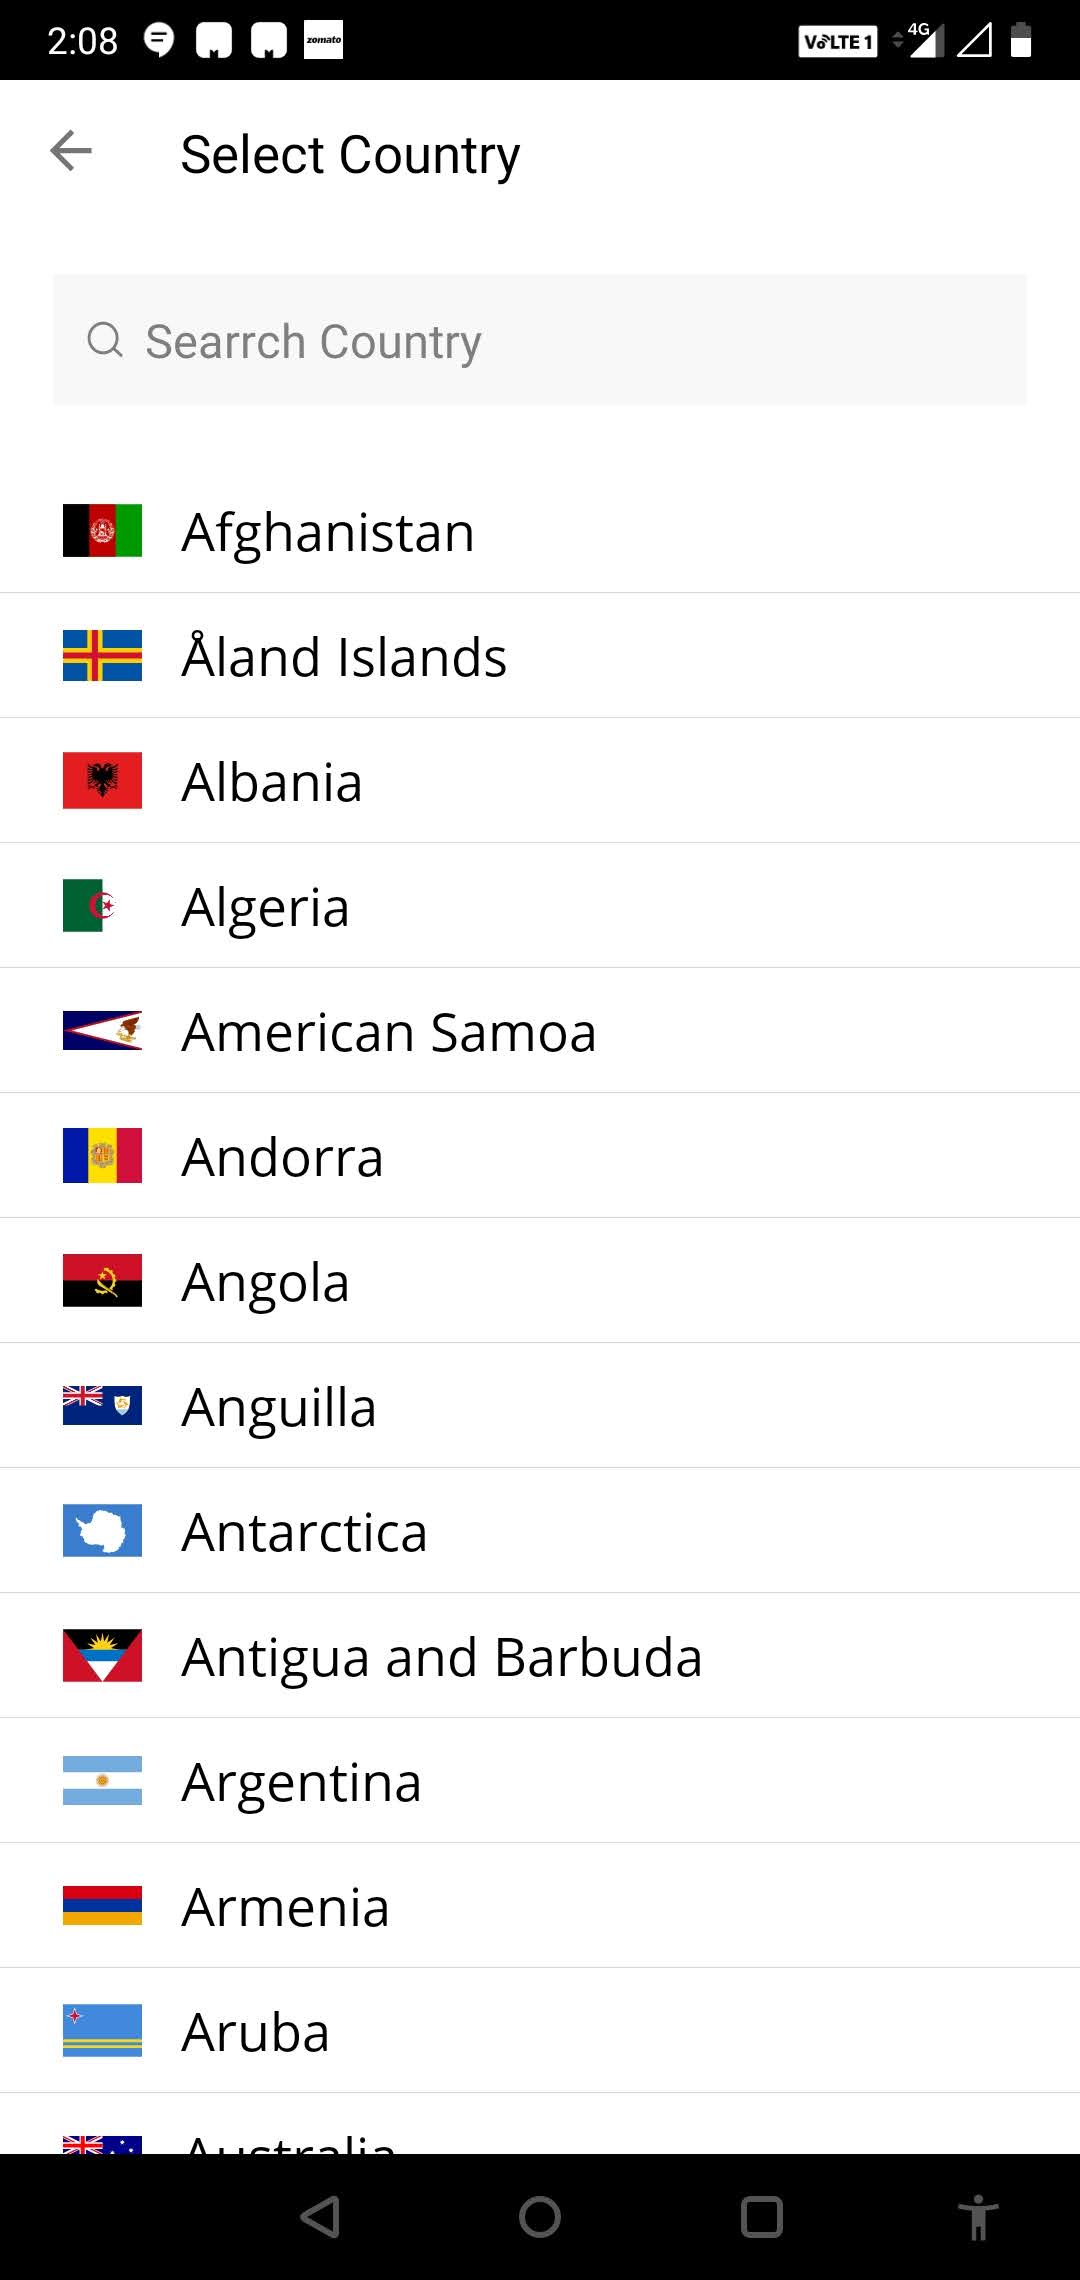 2:08 zomato VoLTE 1 4G
Select Country
Searrch Country
Afghanistan
Åland Islands
Albania
Algeria
American Samoa
Andorra
Angola
Anguilla
Antarctica
Antigua and Barbuda
Argentina
Armenia
Aruba
Australia